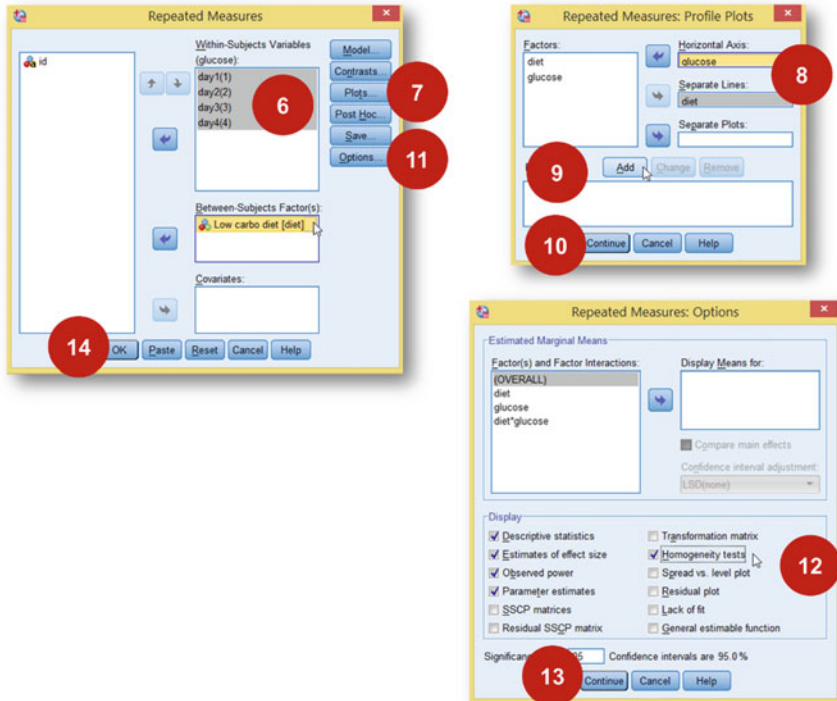 Repeated Measures
id
Within-Subjects Variables
(glucose):
day1(1)
day2(2)
day3(3)
day4(4)
6
Between-Subjects Factor(s):
Low carbo diet [diet]
Covariates:
Model...
Contrasts...
Plots...
7
Post Hoc...
Save...
Options...
11
14
OK Paste Reset Cancel Help
Repeated Measures: Profile Plots
Factors:
diet
glucose
Horizontal Axis:
glucose
8
Separate Lines:
diet
Separate Plots:
9
Add Change Remove
10
Continue Cancel Help
Repeated Measures: Options
Estimated Marginal Means
Factor(s) and Factor Interactions:
(OVERALL)
diet
glucose
diet*glucose
Display Means for:
Compare main effects
Confidence interval adjustment:
LSD(none)
Display
Descriptive statistics
Estimates of effect size
Observed power
Parameter estimates
SSCP matrices
Residual SSCP matrix
Transformation matrix
Homogeneity tests
Spread vs. level plot
Residual plot
Lack of fit
General estimable function
12
Confidence intervals are 95.0 %
13
Continue Cancel Help